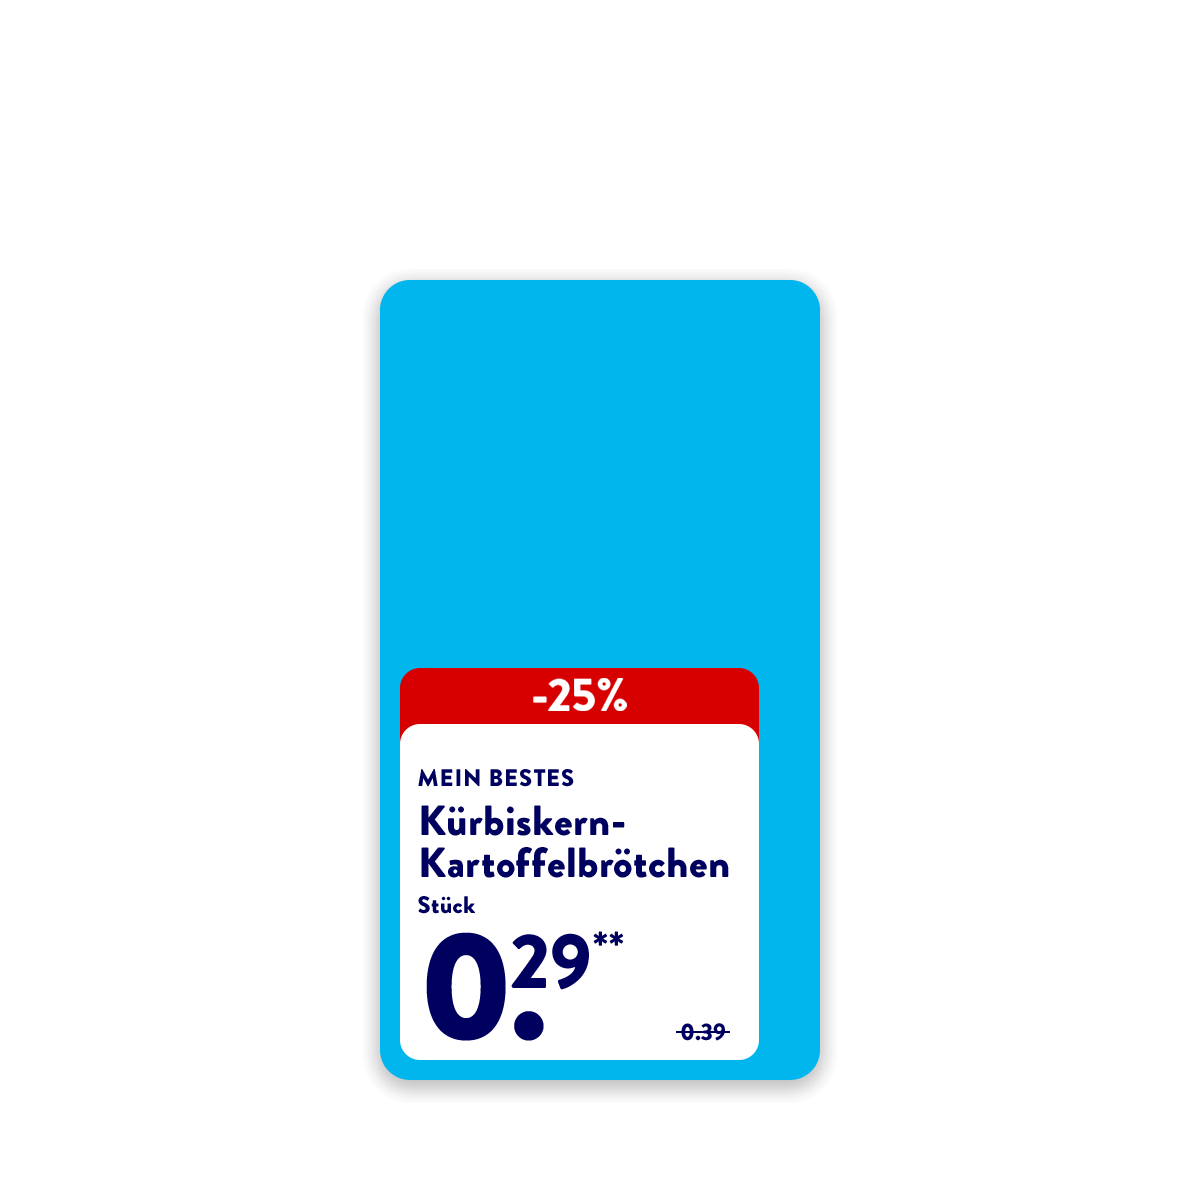 -25%
MEIN BESTES
Kürbiskern-
Kartoffelbrötchen
Stück
0.29**
0.39